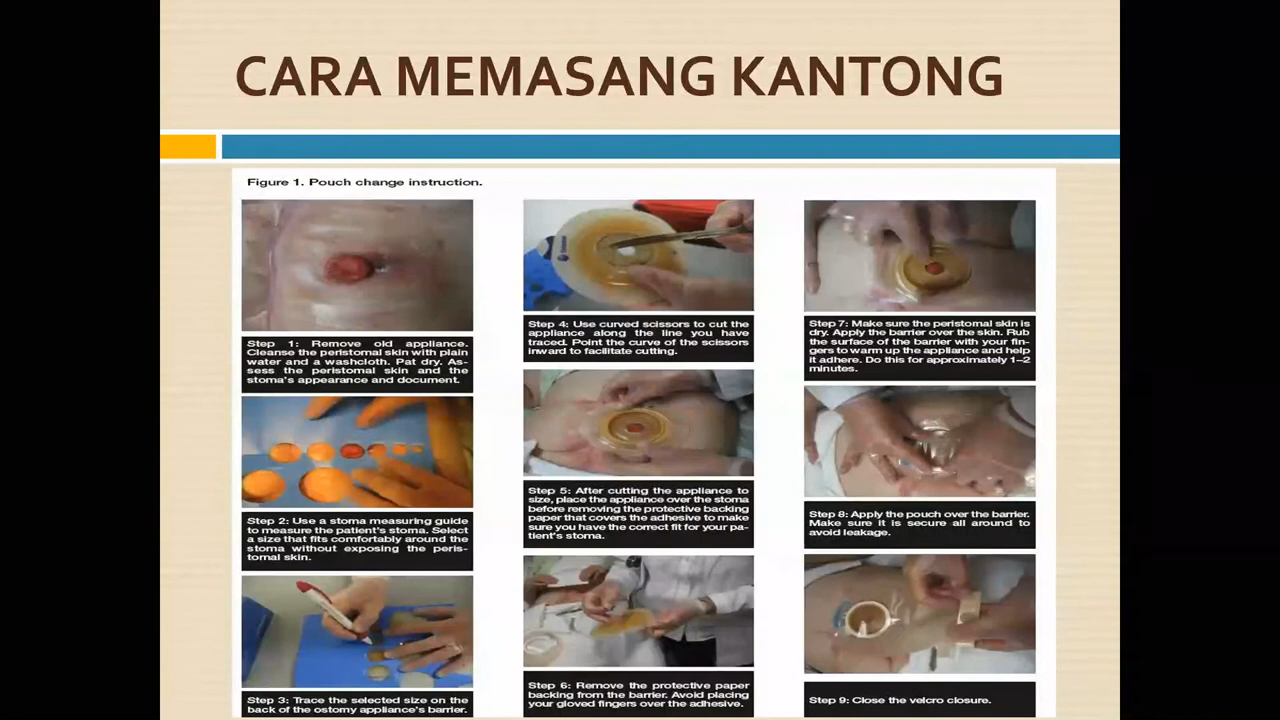 CARA MEMASANG KANTONG
Figure 1. Pouch change instruction.
Step 1: Remove old appliance.
Cleanse the peristomal skin with plain
water and a washcloth. Pat dry. As-
sess the peristomal skin and the
stoma's appearance and document.
Step 2: Use a stoma measuring guide
to measure the patient's stoma. Select
a size that fits comfortably around the
stoma without exposing the peris-
tomal skin.
Step 3: Trace the selected size on the
back of the ostomy appliance's barrier.
Step 4: Use curved scissors to cut the
appliance along the line you have
traced. Point the curve of the scissors
inward to facilitate cutting.
Step 5: After cutting the appliance to
size, place the appliance over the stoma
before removing the protective backing
paper that covers the adhesive to make
sure you have the correct fit for your pa-
tient's stoma.
Step 6: Remove the protective paper
backing from the barrier. Avoid placing
your gloved fingers over the adhesive.
Step 7: Make sure the peristomal skin is
dry. Apply the barrier over the skin. Rub
the surface of the barrier with your fin-
gers to warm up the appliance and help
it adhere. Do this for approximately 1–2
minutes.
Step 8: Apply the pouch over the barrier.
Make sure it is secure all around to
avoid leakage.
Step 9: Close the velcro closure.